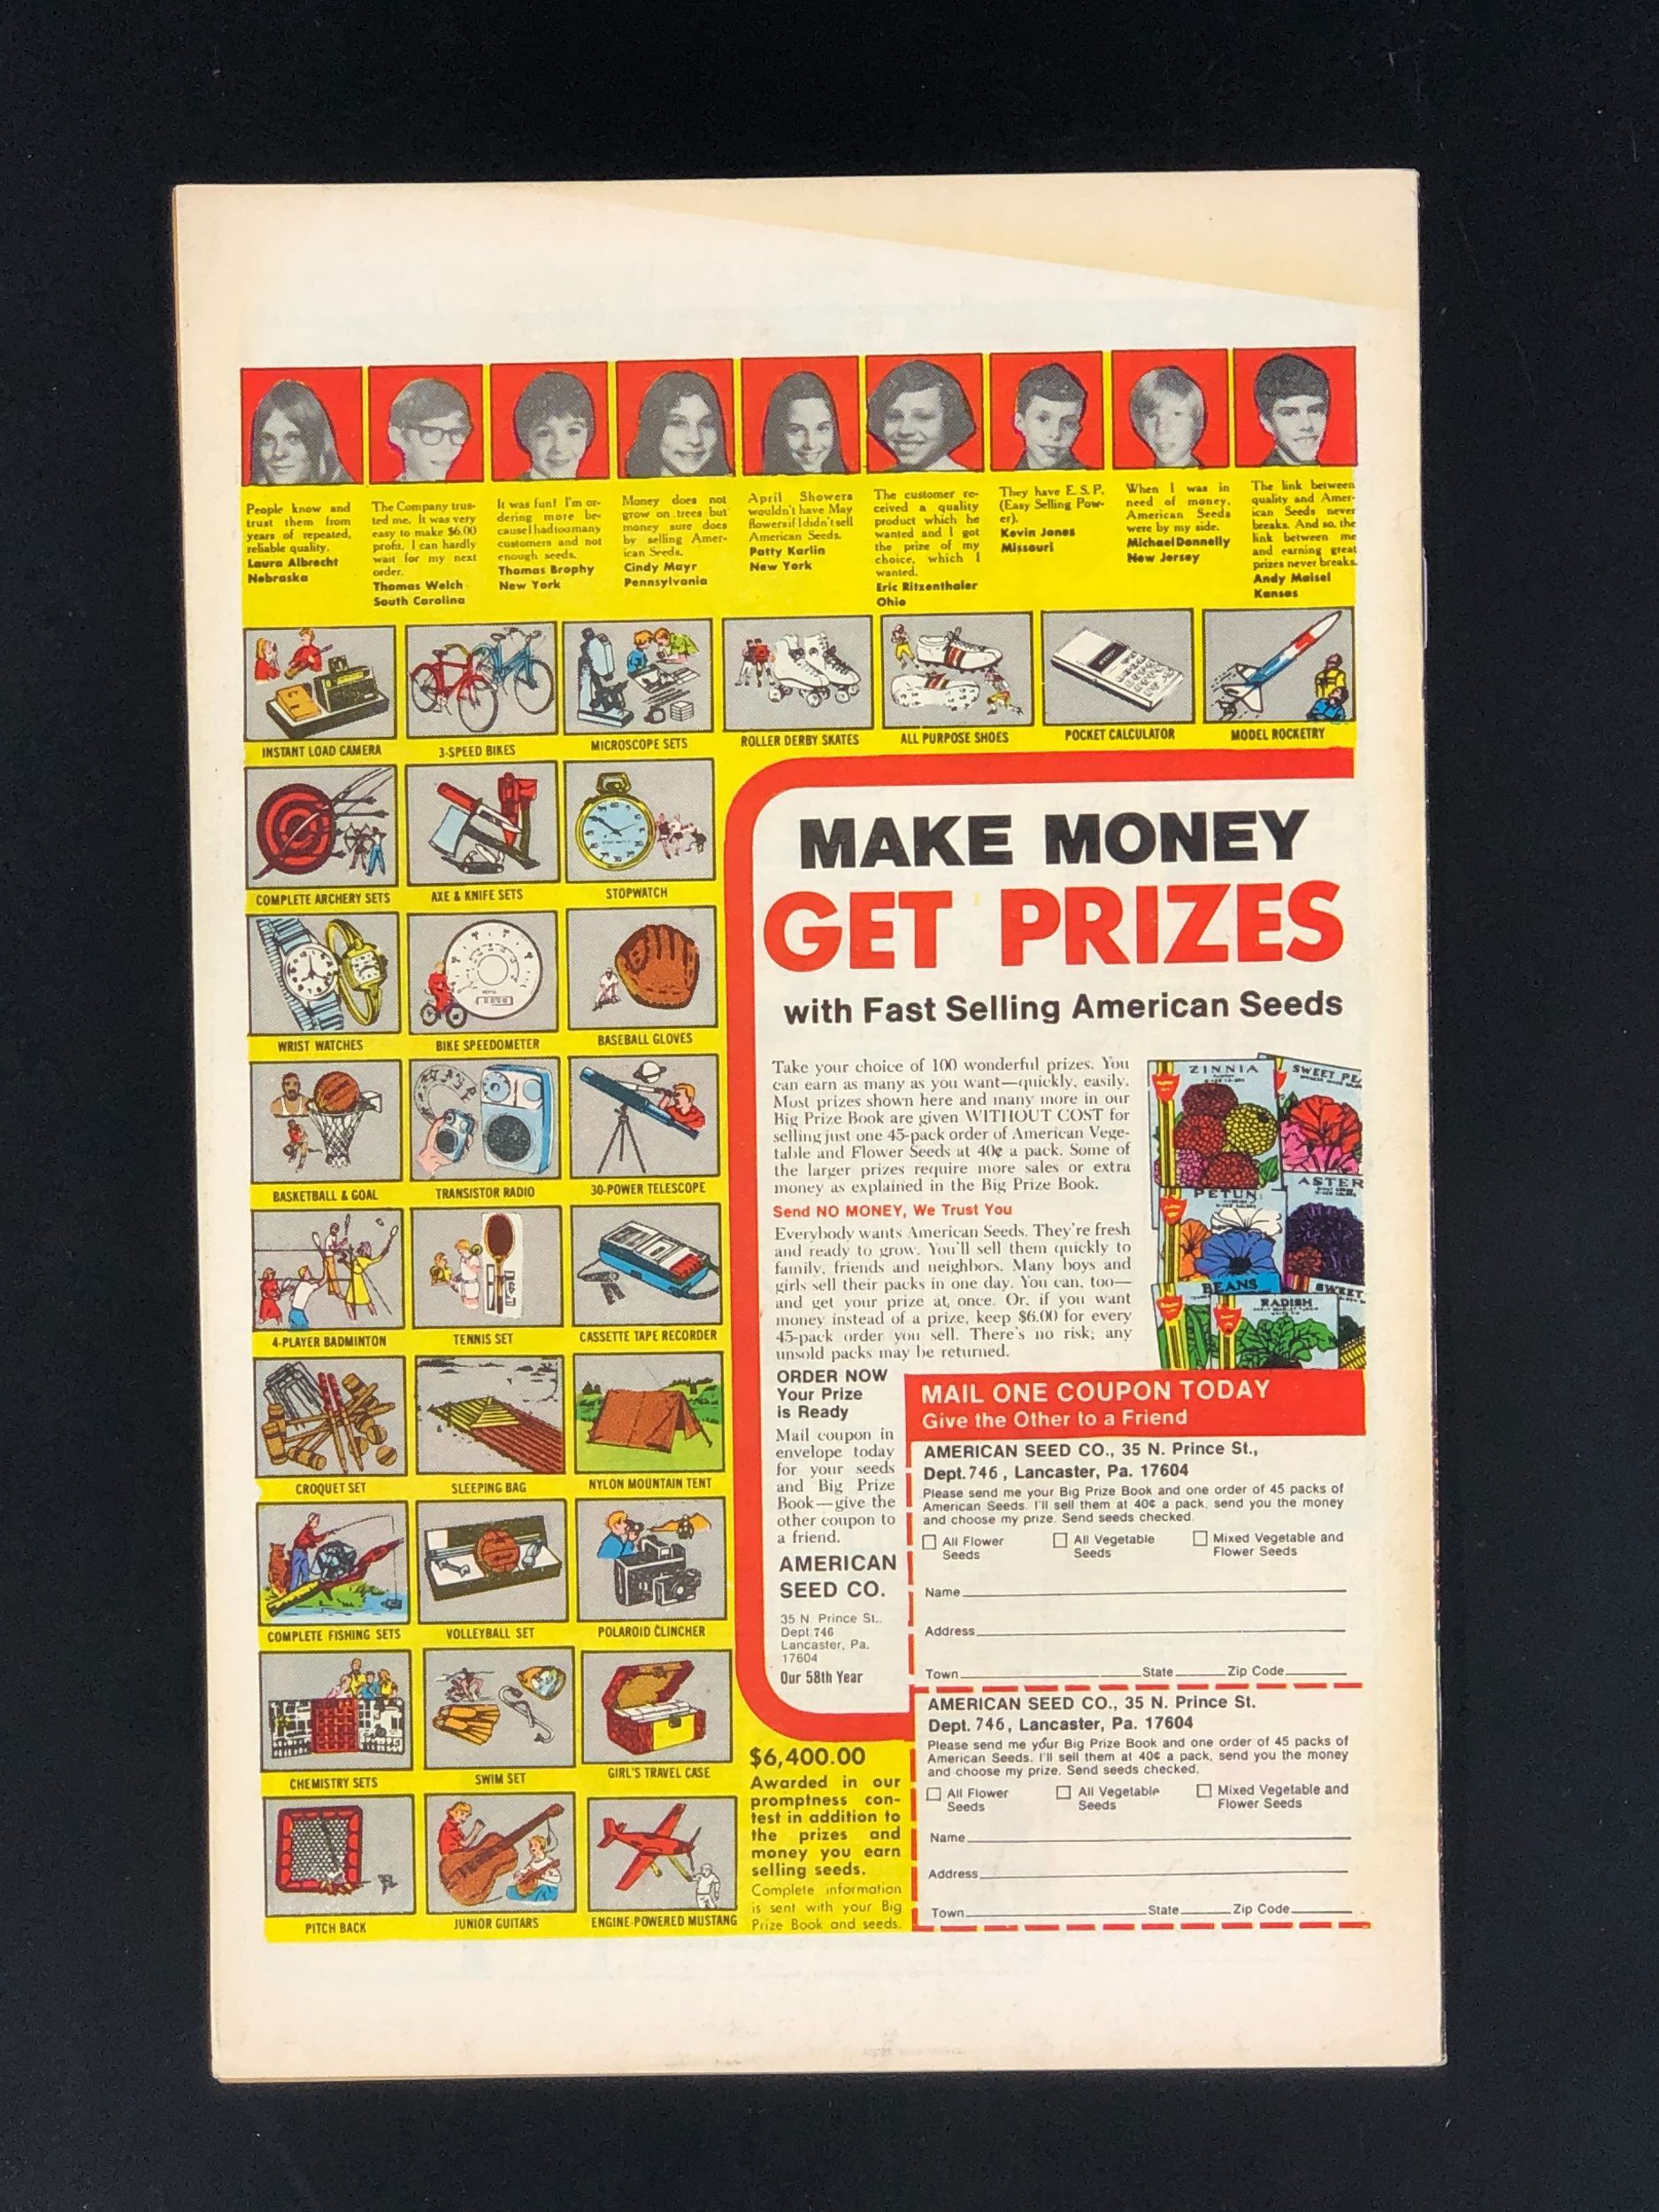 People know and
trust them from
years of repeated,
reliable quality.
Laura Albrecht
Nebraska
The Company trus-
ted me. It was very
easy to make $6.00
profit. I can hardly
wait for my next
order.
Thomas Welch
South Carolina
It was fun! I'm or-
dering more be-
cause I had too many
customers and not
enough seeds.
Thomas Brophy
New York
Money does not
grow on trees but
money sure does
by selling Amer-
ican Seeds.
Cindy Mayr
Pennsylvania
April Showers
wouldn't have May
flowers if I didn't sell
American Seeds.
Patty Karlin
New York
The customer re-
ceived a quality
product which he
wanted and I got
the prize of my
choice, which I
wanted.
Eric Ritzenthaler
Ohio
They have E.S.P.
(Easy Selling Pow-
er).
Kevin Jones
Missouri
When I was in
need of money,
American Seeds
were by my side.
Michael Donnelly
New Jersey
The link between
quality and Amer-
ican Seeds never
breaks. And so, the
link between me
and earning great
prizes never breaks.
Andy Maisel
Kansas
INSTANT LOAD CAMERA
3-SPEED BIKES
MICROSCOPE SETS
ROLLER DERBY SKATES
ALL PURPOSE SHOES
POCKET CALCULATOR
MODEL ROCKETRY
COMPLETE ARCHERY SETS
AXE & KNIFE SETS
STOPWATCH
WRIST WATCHES
BIKE SPEEDOMETER
BASEBALL GLOVES
BASKETBALL & GOAL
TRANSISTOR RADIO
30-POWER TELESCOPE
4-PLAYER BADMINTON
TENNIS SET
CASSETTE TAPE RECORDER
CROQUET SET
SLEEPING BAG
NYLON MOUNTAIN TENT
COMPLETE FISHING SETS
VOLLEYBALL SET
POLAROID CLINCHER
CHEMISTRY SETS
SWIM SET
GIRL'S TRAVEL CASE
PITCH BACK
JUNIOR GUITARS
ENGINE-POWERED MUSTANG
MAKE MONEY
GET PRIZES
with Fast Selling American Seeds
Take your choice of 100 wonderful prizes. You
can earn as many as you want—quickly, easily.
Most prizes shown here and many more in our
Big Prize Book are given WITHOUT COST for
selling just one 45-pack order of American Vege-
table and Flower Seeds at 40¢ a pack. Some of
the larger prizes require more sales or extra
money as explained in the Big Prize Book.
Send NO MONEY, We Trust You
Everybody wants American Seeds. They're fresh
and ready to grow. You'll sell them quickly to
family, friends and neighbors. Many boys and
girls sell their packs in one day. You can, too—
and get your prize at once. Or, if you want
money instead of a prize, keep $6.00 for every
45-pack order you sell. There's no risk; any
unsold packs may be returned.
ZINNIA
SWEET PE
PETUN
ASTER
BEANS
SWEET
RADISH
ORDER NOW
Your Prize
is Ready
Mail coupon in
envelope today
for your seeds
and Big Prize
Book—give the
other coupon to
a friend.
AMERICAN
SEED CO.
35 N. Prince St.,
Dept. 746
Lancaster, Pa.
17604
Our 58th Year
$6,400.00
Awarded in our
promptness con-
test in addition to
the prizes and
money you earn
selling seeds.
Complete information
is sent with your Big
Prize Book and seeds.
MAIL ONE COUPON TODAY
Give the Other to a Friend
AMERICAN SEED CO., 35 N. Prince St.,
Dept. 746, Lancaster, Pa. 17604
Please send me your Big Prize Book and one order of 45 packs of
American Seeds. I'll sell them at 40¢ a pack, send you the money
and choose my prize. Send seeds checked.
All Flower Seeds
All Vegetable Seeds
Mixed Vegetable and Flower Seeds
Name
Address
Town State Zip Code
AMERICAN SEED CO., 35 N. Prince St.
Dept. 746, Lancaster, Pa. 17604
Please send me your Big Prize Book and one order of 45 packs of
American Seeds. I'll sell them at 40¢ a pack, send you the money
and choose my prize. Send seeds checked.
All Flower Seeds
All Vegetable Seeds
Mixed Vegetable and Flower Seeds
Name
Address
Town State Zip Code